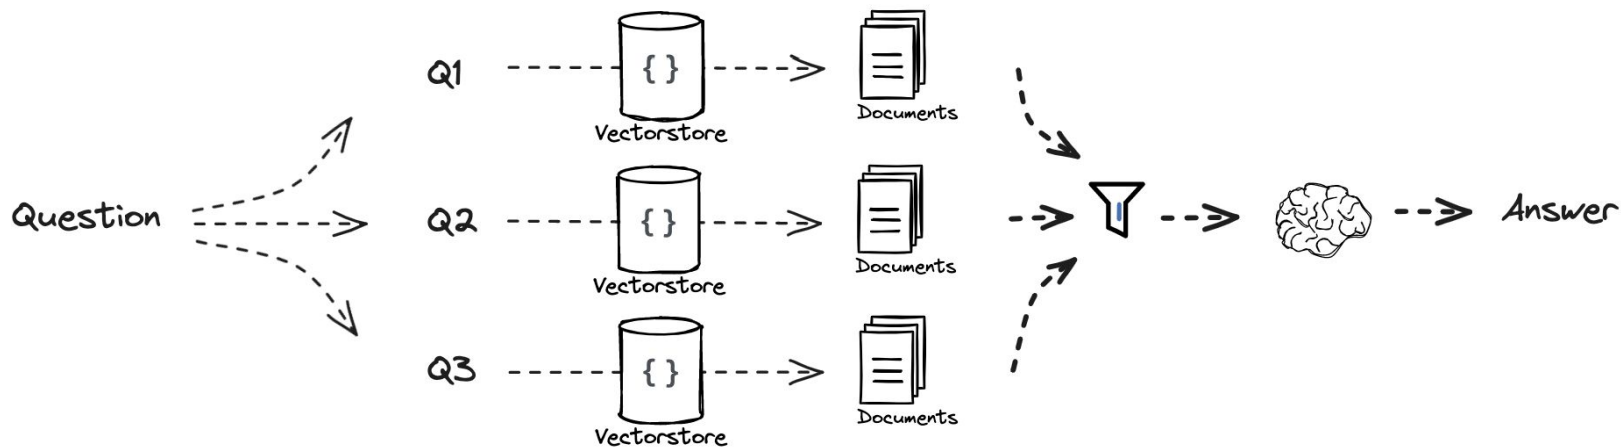 Q1
{ }
Vectorstore
Documents
Question
Q2
{ }
Vectorstore
Documents
Answer
Q3
{ }
Vectorstore
Documents